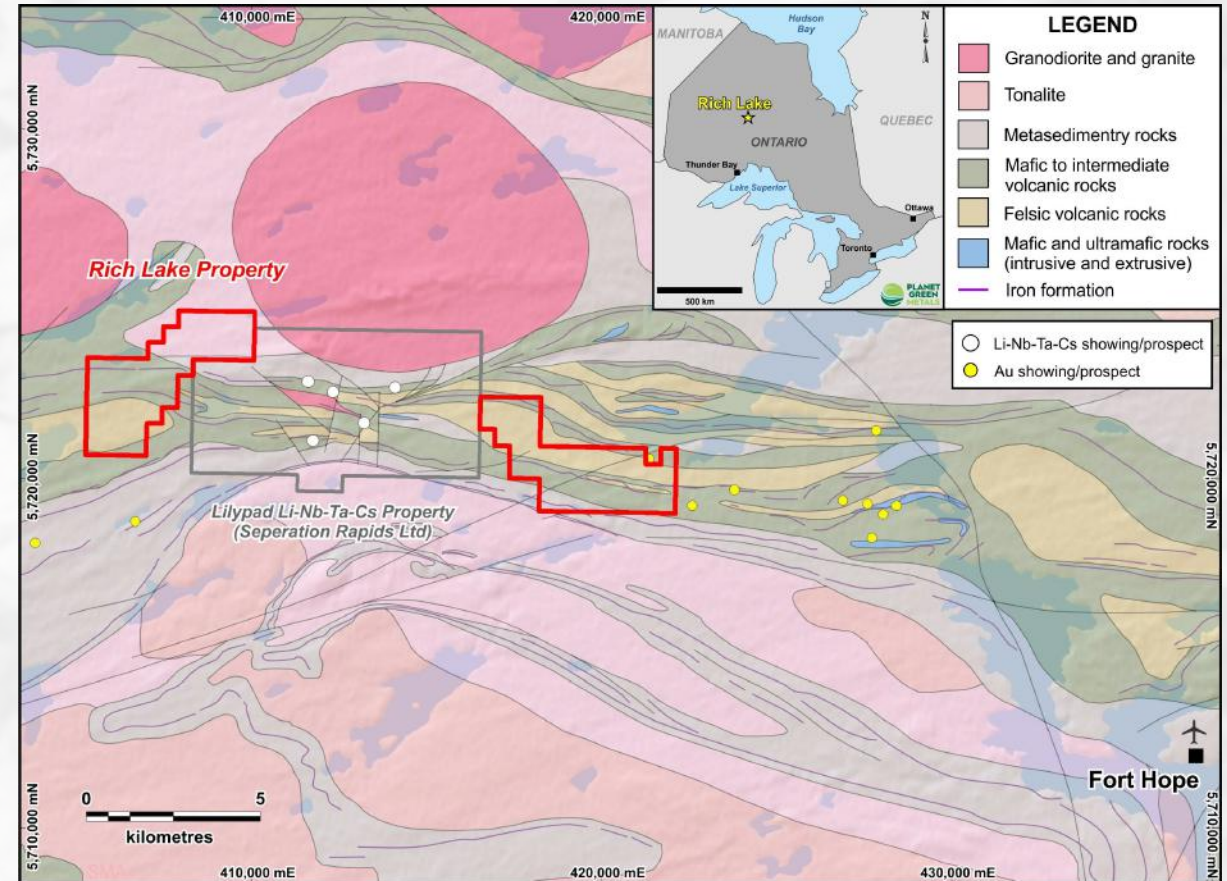 410,000 mE
420,000 mE
5,730,000 mN
Rich Lake Property
Lilypad Li-Nb-Ta-Cs Property
(Seperation Rapids Ltd)
5,720,000 mN
5,720,000 mN
Fort Hope
0 5
kilometres
5,710,000 mN
5,710,000 mN
SMA
410,000 mE
420,000 mE
430,000 mE
MANITOBA
Hudson
Bay
N
Rich Lake
QUEBEC
ONTARIO
Thunder Bay
Lake Superior
Ottawa
Toronto
500 km
PLANET
GREEN
METALS
LEGEND
Granodiorite and granite
Tonalite
Metasedimentry rocks
Mafic to intermediate
volcanic rocks
Felsic volcanic rocks
Mafic and ultramafic rocks
(intrusive and extrusive)
Iron formation
Li-Nb-Ta-Cs showing/prospect
Au showing/prospect